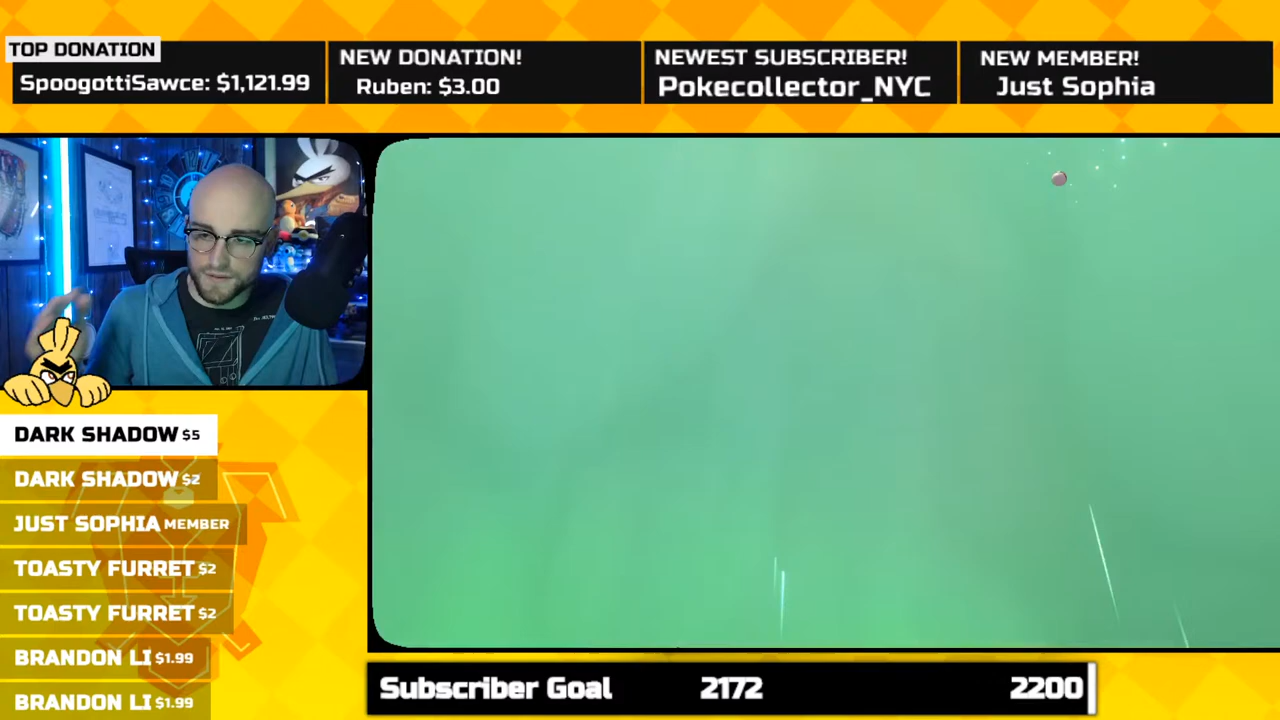 TOP DONATION
SpoogottiSawce: $1,121.99
NEW DONATION!
Ruben: $3.00
NEWEST SUBSCRIBER!
Pokecollector_NYC
NEW MEMBER!
Just Sophia
DARK SHADOW $5
DARK SHADOW $2
JUST SOPHIA MEMBER
TOASTY FURRET $2
TOASTY FURRET $2
BRANDON LI $1.99
BRANDON LI $1.99
Subscriber Goal 2172 2200